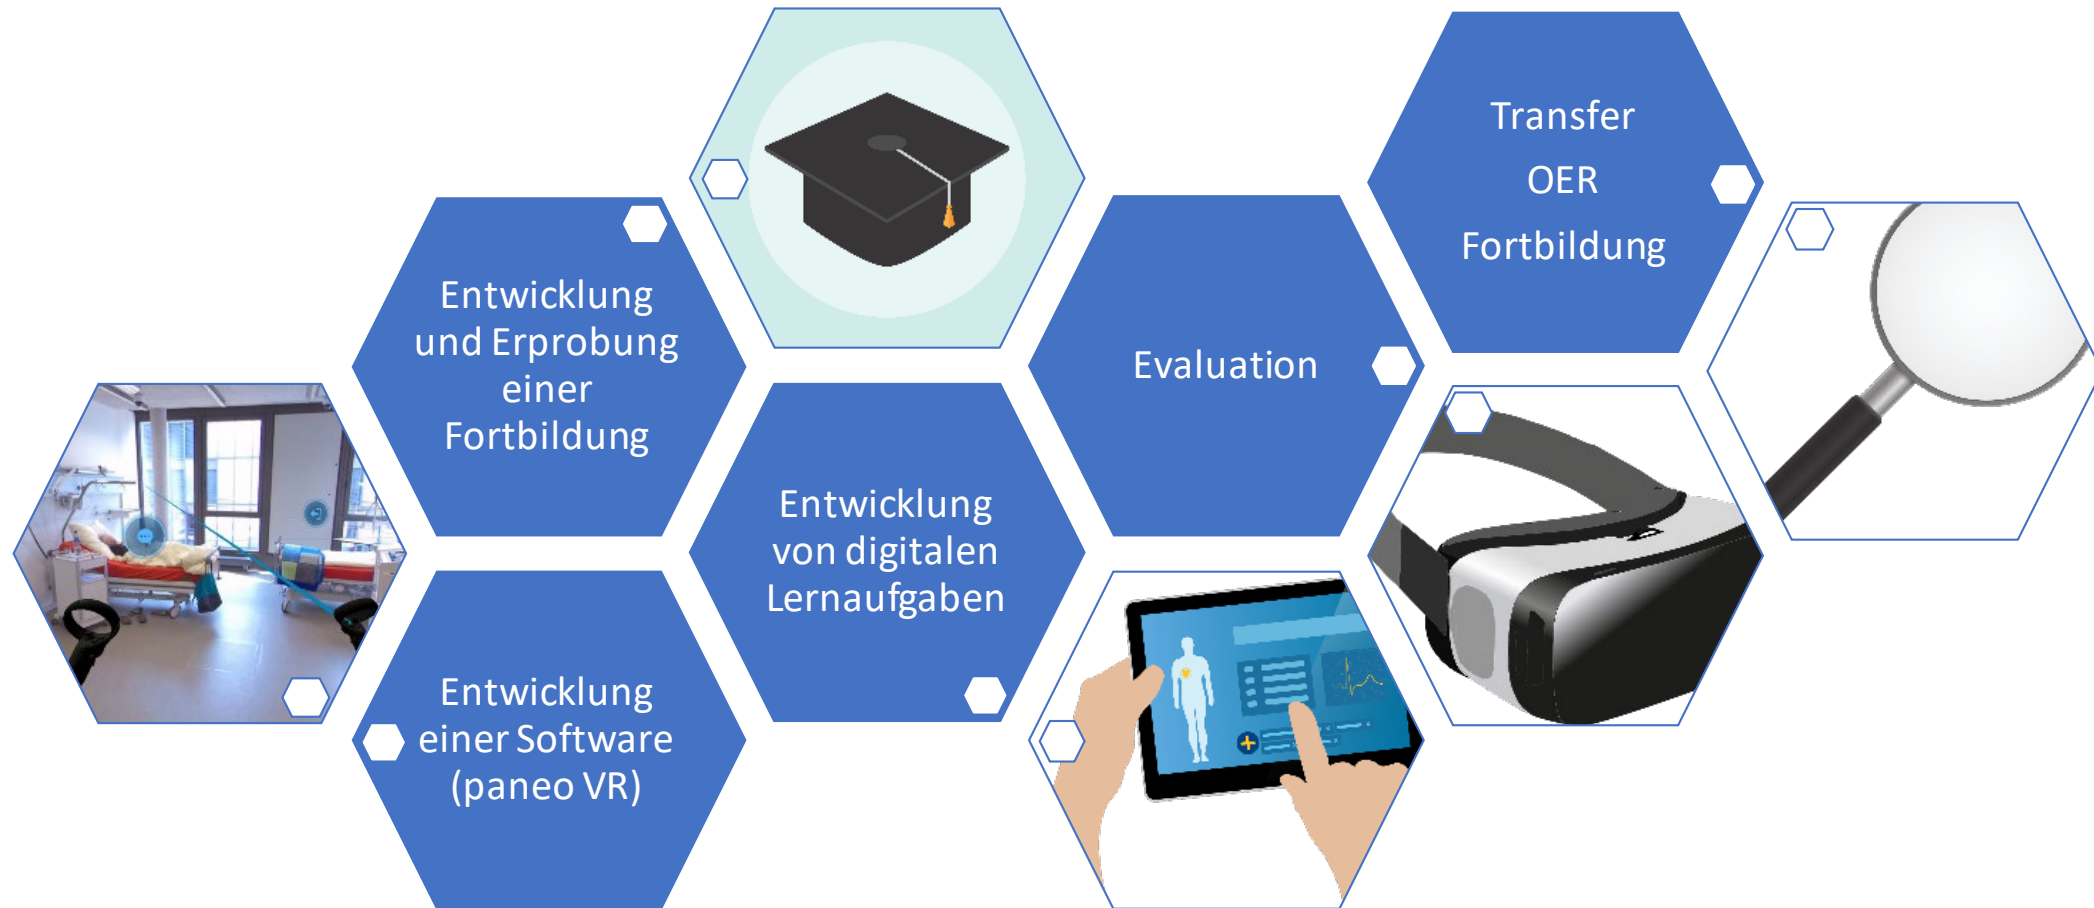 Entwicklung
und Erprobung
einer
Fortbildung
Entwicklung
einer Software
(paneo VR)
Entwicklung
von digitalen
Lernaufgaben
Evaluation
Transfer
OER
Fortbildung